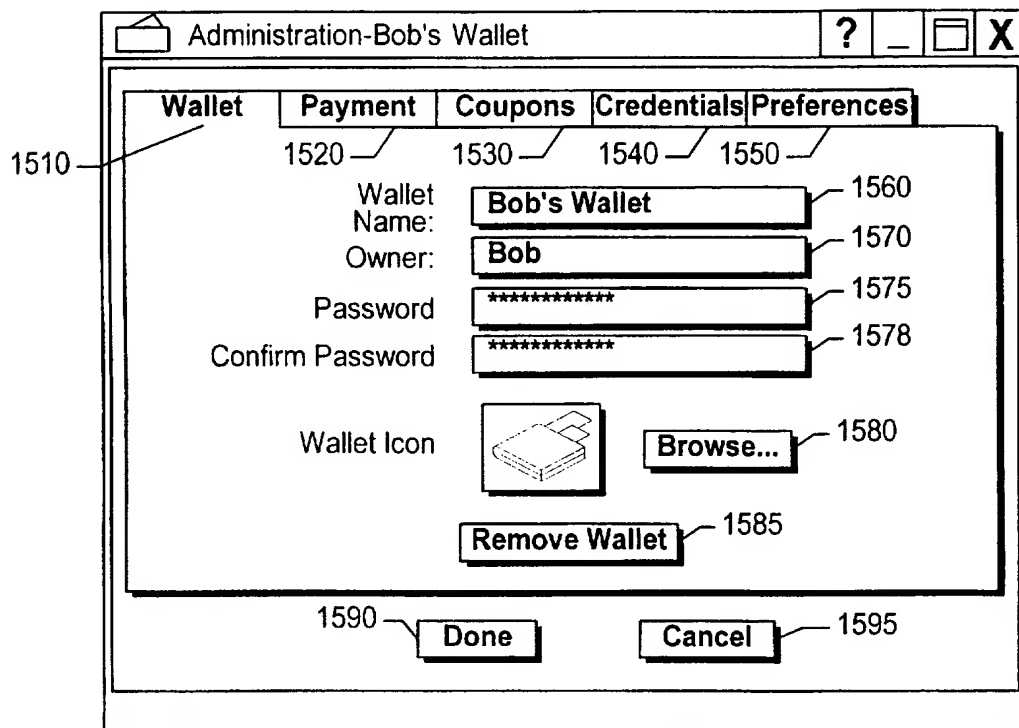 Administration-Bob's Wallet ? _ X
Wallet Payment Coupons Credentials Preferences
1510 1520 1530 1540 1550
Wallet
Name: Bob's Wallet 1560
Owner: Bob 1570
Password ************ 1575
Confirm Password ************ 1578
Wallet Icon Browse... 1580
Remove Wallet 1585
1590 Done Cancel 1595